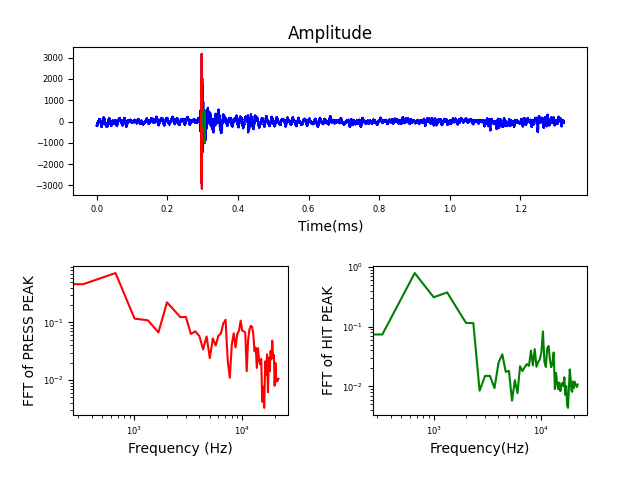 Amplitude
3000
2000
1000
0
−1000
−2000
−3000
0.0 0.2 0.4 0.6 0.8 1.0 1.2
Time(ms)
FFT of PRESS PEAK
10⁻¹
10⁻²
10³ 10⁴
Frequency (Hz)
FFT of HIT PEAK
10⁰
10⁻¹
10⁻²
10³ 10⁴
Frequency(Hz)